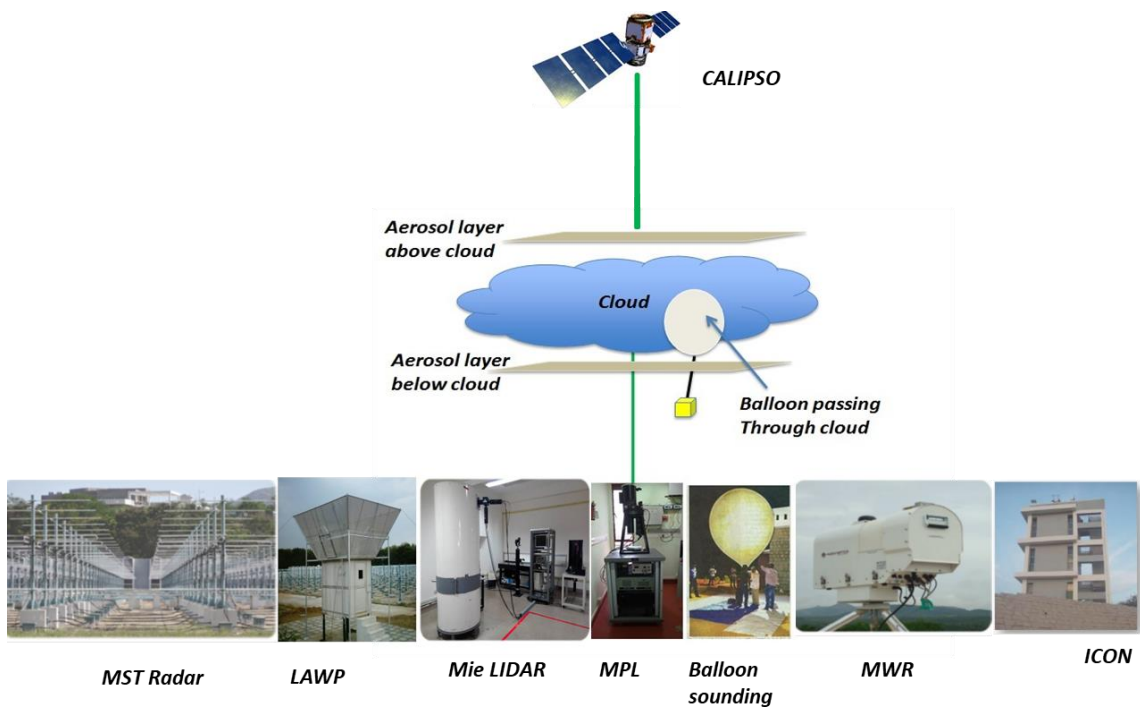 CALIPSO
Aerosol layer
above cloud
Cloud
Aerosol layer
below cloud
Balloon passing
Through cloud
MST Radar
LAWP
Mie LIDAR
MPL
Balloon
sounding
MWR
ICON